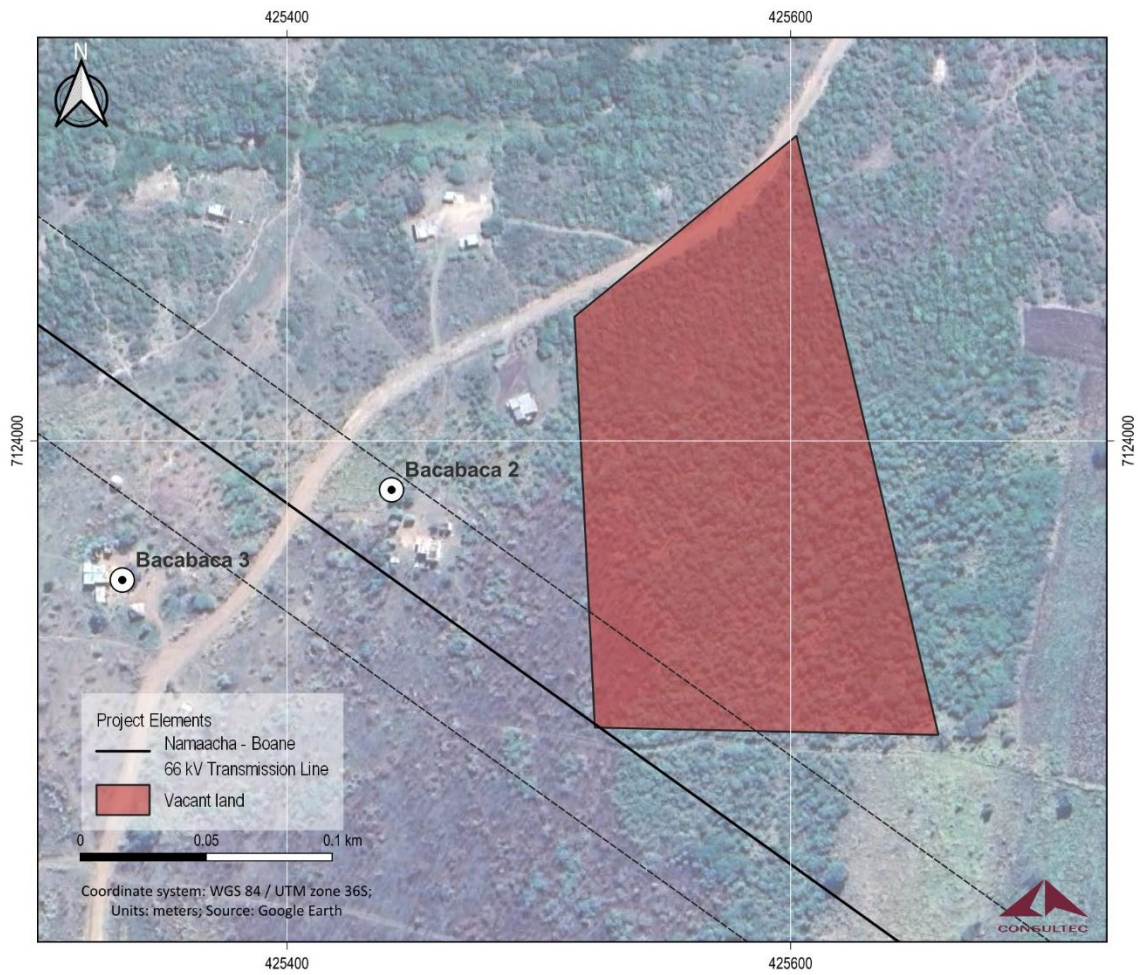 425400
425600
N
7124000
7124000
Bacabaca 2
Bacabaca 3
Project Elements
Namaacha - Boane
66 kV Transmission Line
Vacant land
0 0.05 0.1 km
Coordinate system: WGS 84 / UTM zone 36S;
Units: meters; Source: Google Earth
CONSULTEC
425400
425600